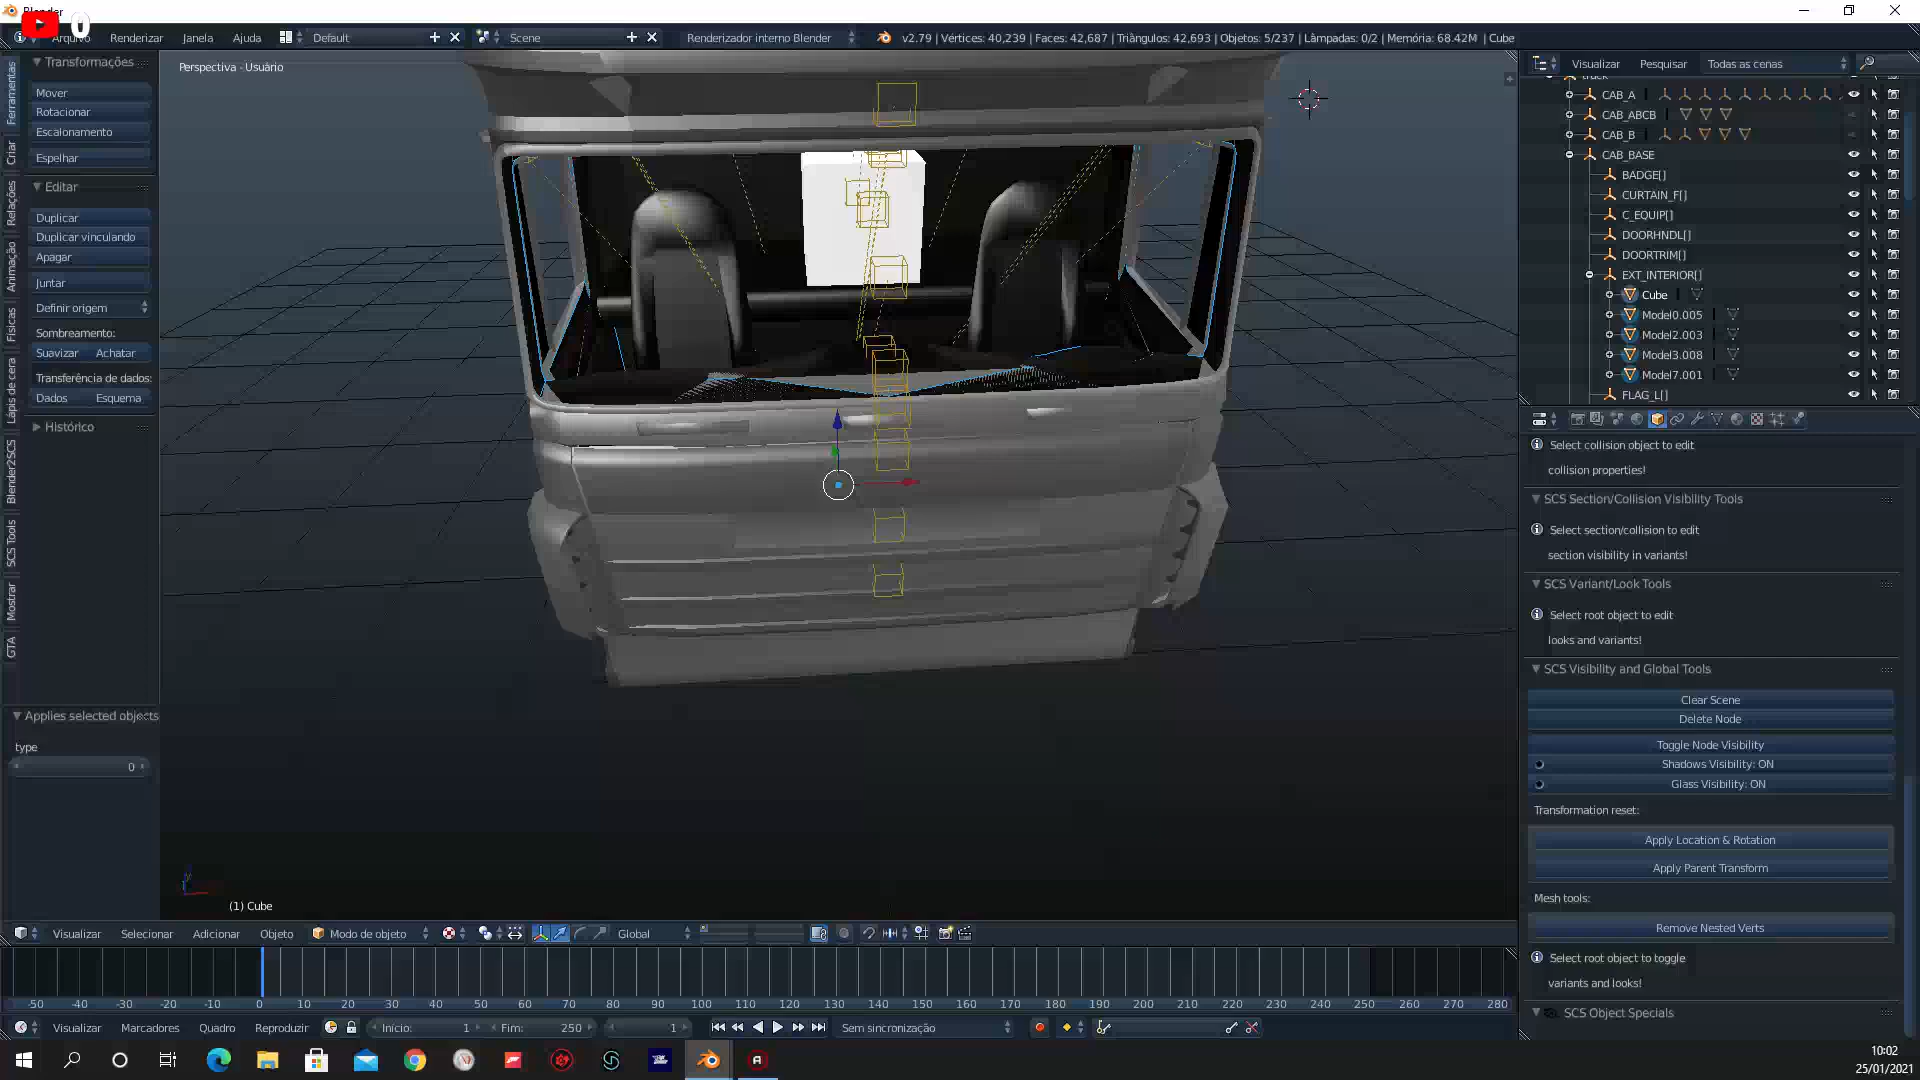 Blender
0
Arquivo Renderizar Janela Ajuda Default Scene Renderizador interno Blender v2.79 | Vértices: 40,239 | Faces: 42,687 | Triângulos: 42,693 | Objetos: 5/237 | Lâmpadas: 0/2 | Memória: 68.42M | Cube
Transformações
Mover
Rotacionar
Escalonamento
Espelhar
Editar
Duplicar
Duplicar vinculando
Apagar
Juntar
Definir origem
Sombreamento:
Suavizar Achatar
Transferência de dados:
Dados Esquema
Histórico
Ferramentas
Criar
Relações
Animação
Físicas
Lápis de cera
Blender2SCS
SCS Tools
Mostrar
GTA
Applies selected objects
type
0
Perspectiva - Usuário
(1) Cube
Visualizar Selecionar Adicionar Objeto Modo de objeto Global
-50 -40 -30 -20 -10 0 10 20 30 40 50 60 70 80 90 100 110 120 130 140 150 160 170 180 190 200 210 220 230 240 250 260 270 280
Visualizar Marcadores Quadro Reproduzir Início: 1 Fim: 250 1 Sem sincronização
Visualizar Pesquisar Todas as cenas
truck
CAB_A
CAB_ABCB
CAB_B
CAB_BASE
BADGE[]
CURTAIN_F[]
C_EQUIP[]
DOORHNDL[]
DOORTRIM[]
EXT_INTERIOR[]
Cube
Model0.005
Model2.003
Model3.008
Model7.001
FLAG_L[]
Select collision object to edit
collision properties!
SCS Section/Collision Visibility Tools
Select section/collision to edit
section visibility in variants!
SCS Variant/Look Tools
Select root object to edit
looks and variants!
SCS Visibility and Global Tools
Clear Scene
Delete Node
Toggle Node Visibility
Shadows Visibility: ON
Glass Visibility: ON
Transformation reset:
Apply Location & Rotation
Apply Parent Transform
Mesh tools:
Remove Nested Verts
Select root object to toggle
variants and looks!
SCS Object Specials
10:02
25/01/2021